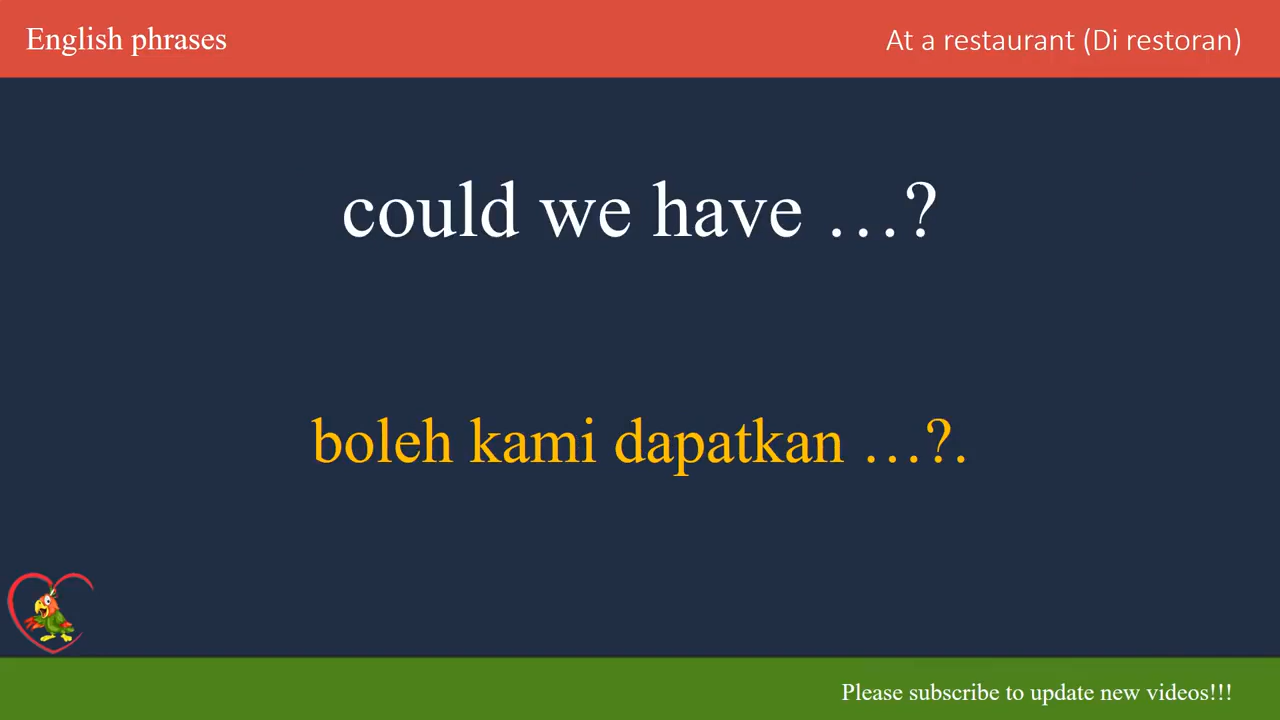 English phrases
At a restaurant (Di restoran)
could we have …?
boleh kami dapatkan …?.
Please subscribe to update new videos!!!